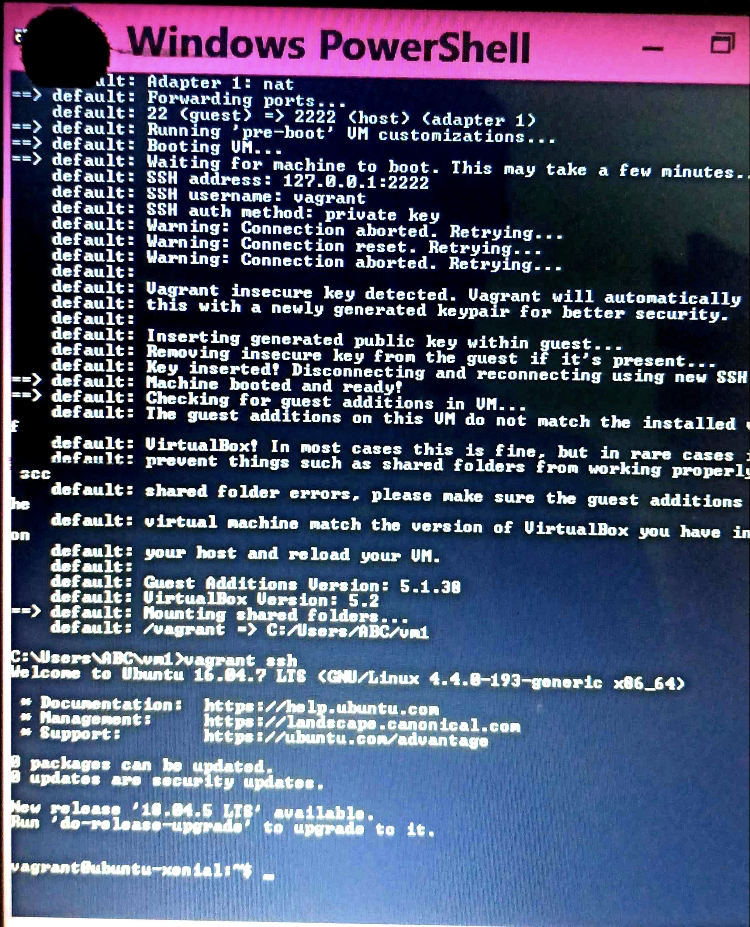 Windows PowerShell
default: Adapter 1: nat
==> default: Forwarding ports...
default: 22 (guest) => 2222 (host) (adapter 1)
==> default: Running 'pre-boot' VM customizations...
==> default: Booting VM...
==> default: Waiting for machine to boot. This may take a few minutes...
default: SSH address: 127.0.0.1:2222
default: SSH username: vagrant
default: SSH auth method: private key
default: Warning: Connection aborted. Retrying...
default: Warning: Connection reset. Retrying...
default: Warning: Connection aborted. Retrying...
default:
default: Vagrant insecure key detected. Vagrant will automatically
default: this with a newly generated keypair for better security.
default:
default: Inserting generated public key within guest...
default: Removing insecure key from the guest if it's present...
default: Key inserted! Disconnecting and reconnecting using new SSH
==> default: Machine booted and ready!
==> default: Checking for guest additions in VM...
default: The guest additions on this VM do not match the installed
f
default: VirtualBox! In most cases this is fine, but in rare cases
default: prevent things such as shared folders from working properly
see
default: shared folder errors, please make sure the guest additions
he
default: virtual machine match the version of VirtualBox you have in
on
default: your host and reload your VM.
default:
default: Guest Additions Version: 5.1.38
default: VirtualBox Version: 5.2
==> default: Mounting shared folders...
default: /vagrant => C:/Users/ABC/vm1
C:\Users\ABC\vm1>vagrant ssh
Welcome to Ubuntu 16.04.7 LTS (GNU/Linux 4.4.0-193-generic x86_64)
* Documentation: https://help.ubuntu.com
* Management: https://landscape.canonical.com
* Support: https://ubuntu.com/advantage
0 packages can be updated.
0 updates are security updates.
New release '18.04.5 LTS' available.
Run 'do-release-upgrade' to upgrade to it.
vagrant@ubuntu-xenial:~$ _